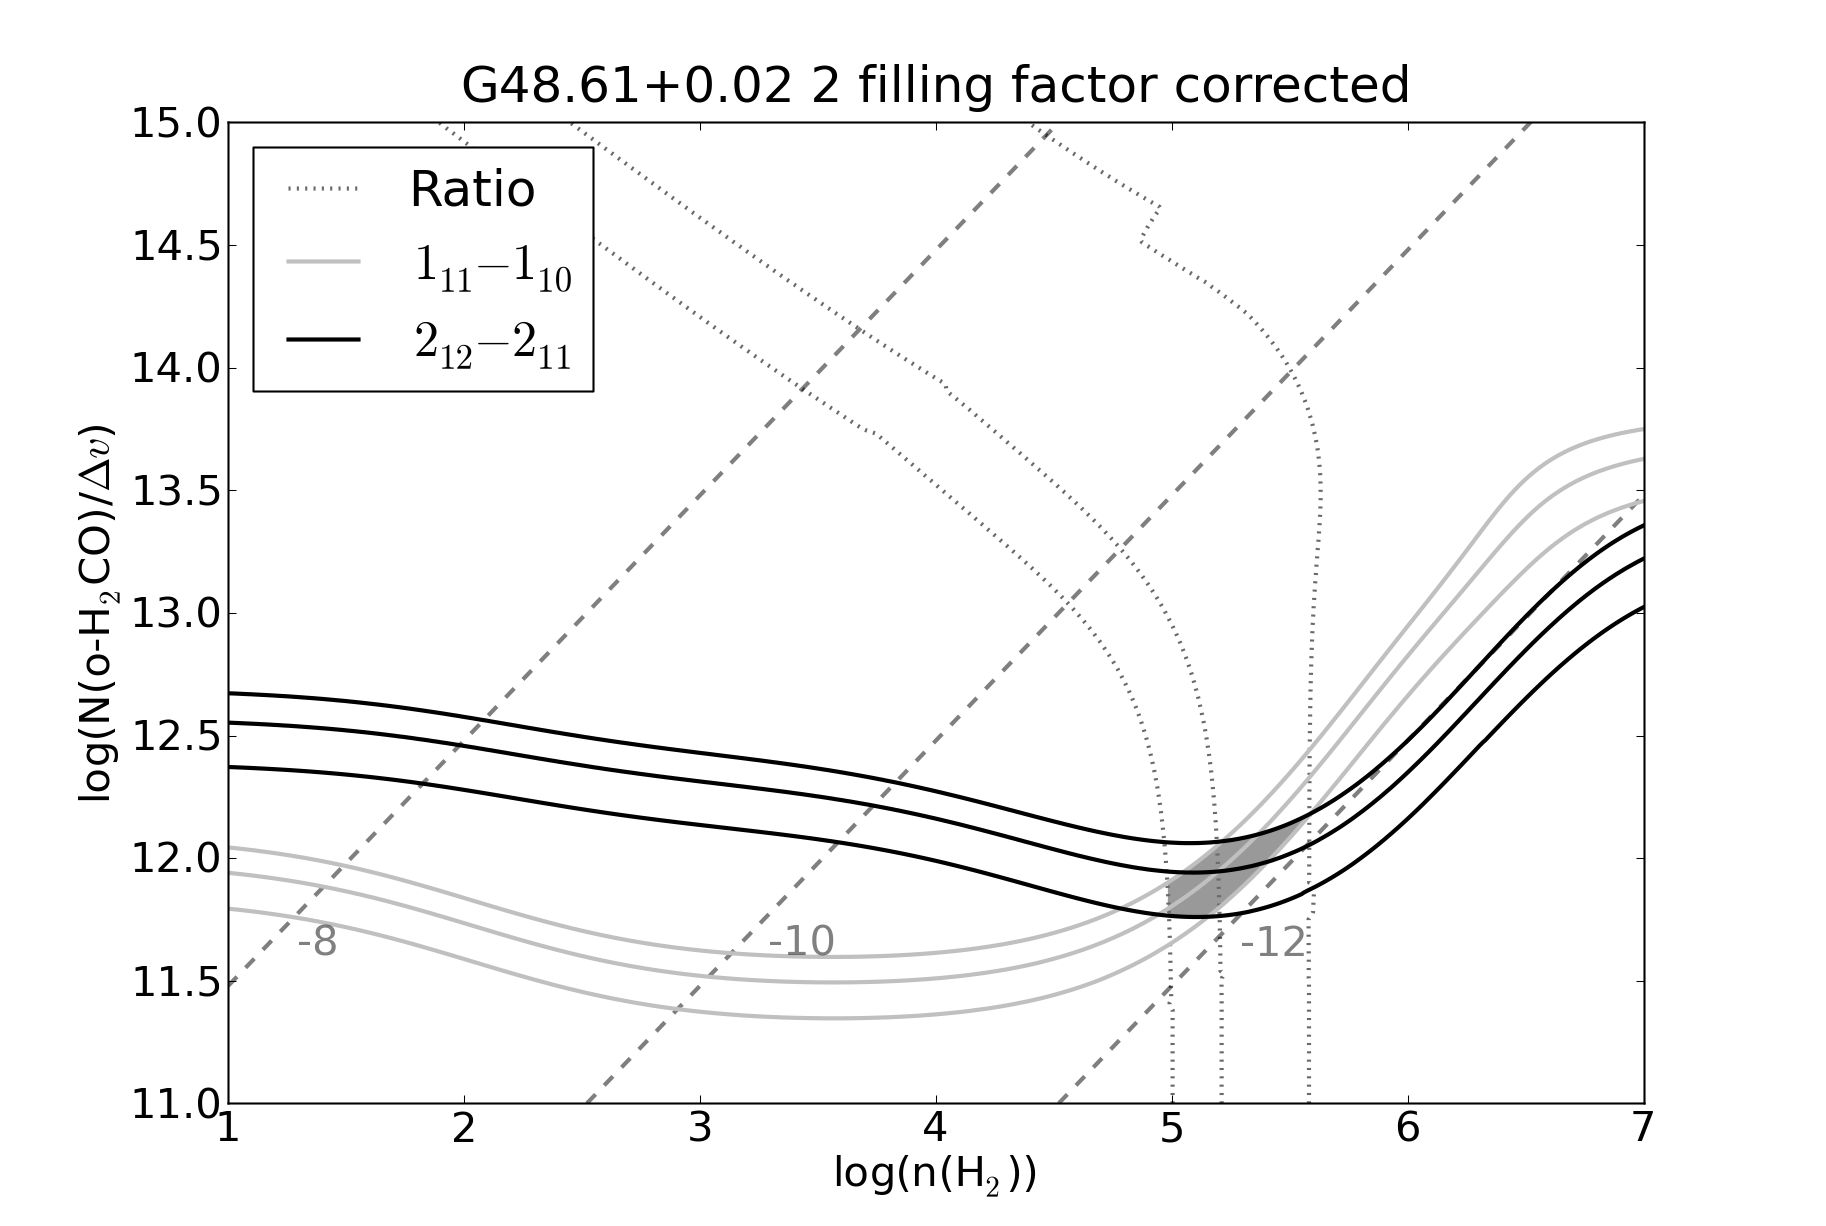 G48.61+0.02 2 filling factor corrected
15.0
14.5
14.0
13.5
13.0
12.5
12.0
11.5
11.0
log(N(o-H₂CO)/Δv)
Ratio
1₁₁−1₁₀
2₁₂−2₁₁
-8
-10
-12
1 2 3 4 5 6 7
log(n(H₂))